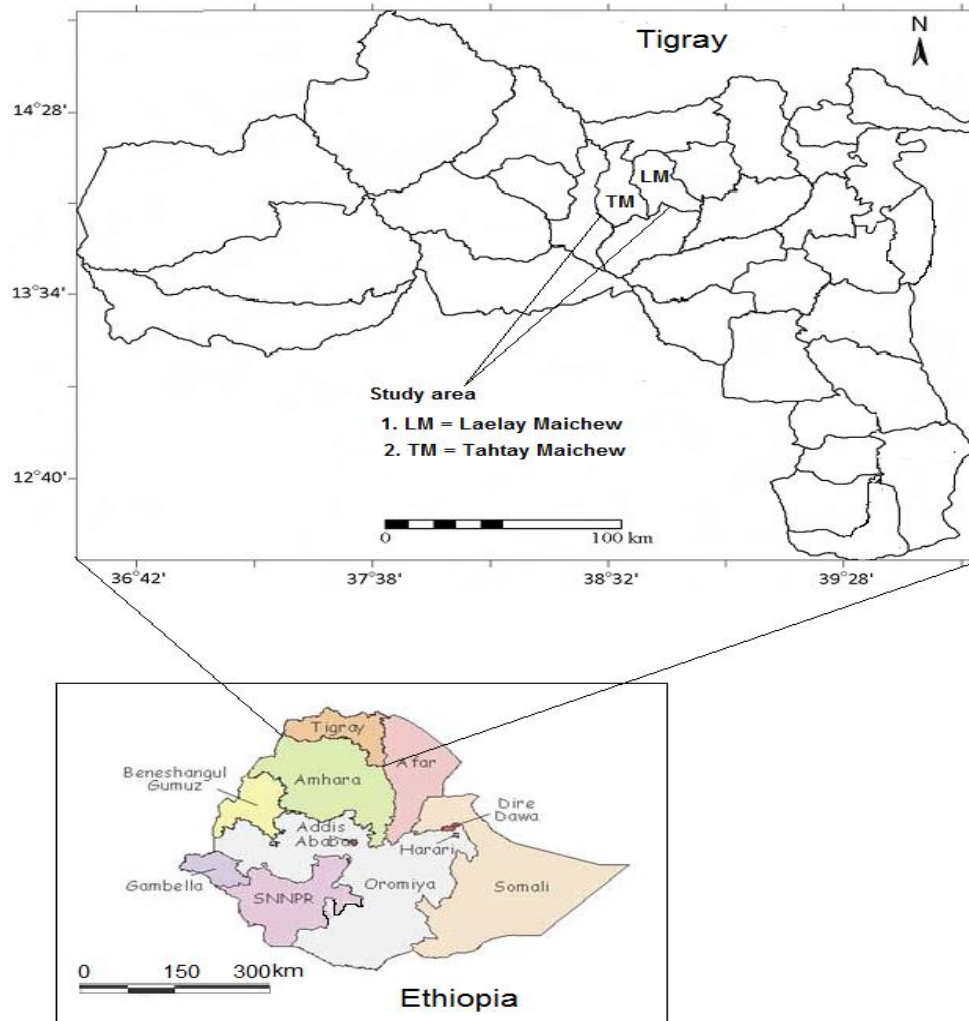 Tigray
N
14°28'
LM
TM
13°34'
Study area
1. LM = Laelay Maichew
2. TM = Tahtay Maichew
12°40'
0 100 km
36°42' 37°38' 38°32' 39°28'
Tigray
Afar
Beneshangul
Gumuz
Amhara
Dire
Dawa
Addis
Ababa
Harari
Gambella
SNNPR
Oromiya
Somali
0 150 300km
Ethiopia